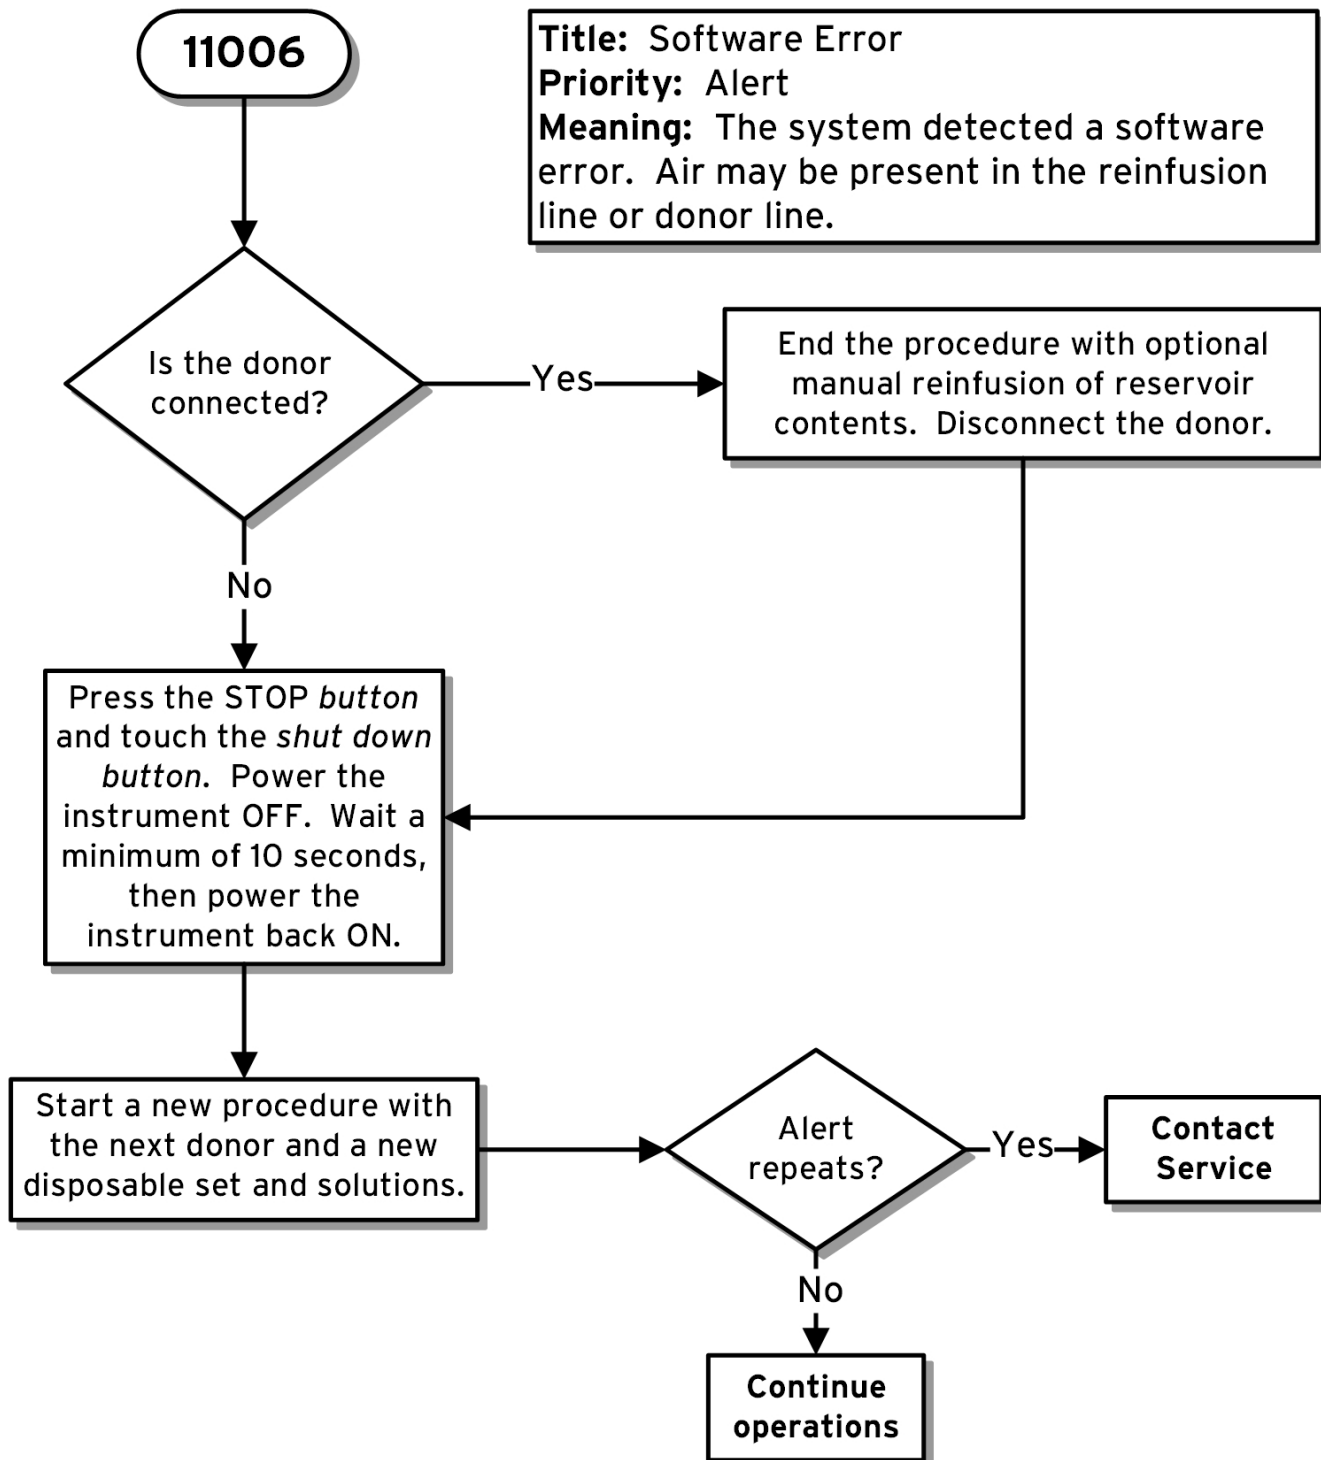 11006
Title: Software Error
Priority: Alert
Meaning: The system detected a software
error. Air may be present in the reinfusion
line or donor line.
Is the donor
connected?
Yes
End the procedure with optional
manual reinfusion of reservoir
contents. Disconnect the donor.
No
Press the STOP button
and touch the shut down
button. Power the
instrument OFF. Wait a
minimum of 10 seconds,
then power the
instrument back ON.
Start a new procedure with
the next donor and a new
disposable set and solutions.
Alert
repeats?
Yes
Contact
Service
No
Continue
operations